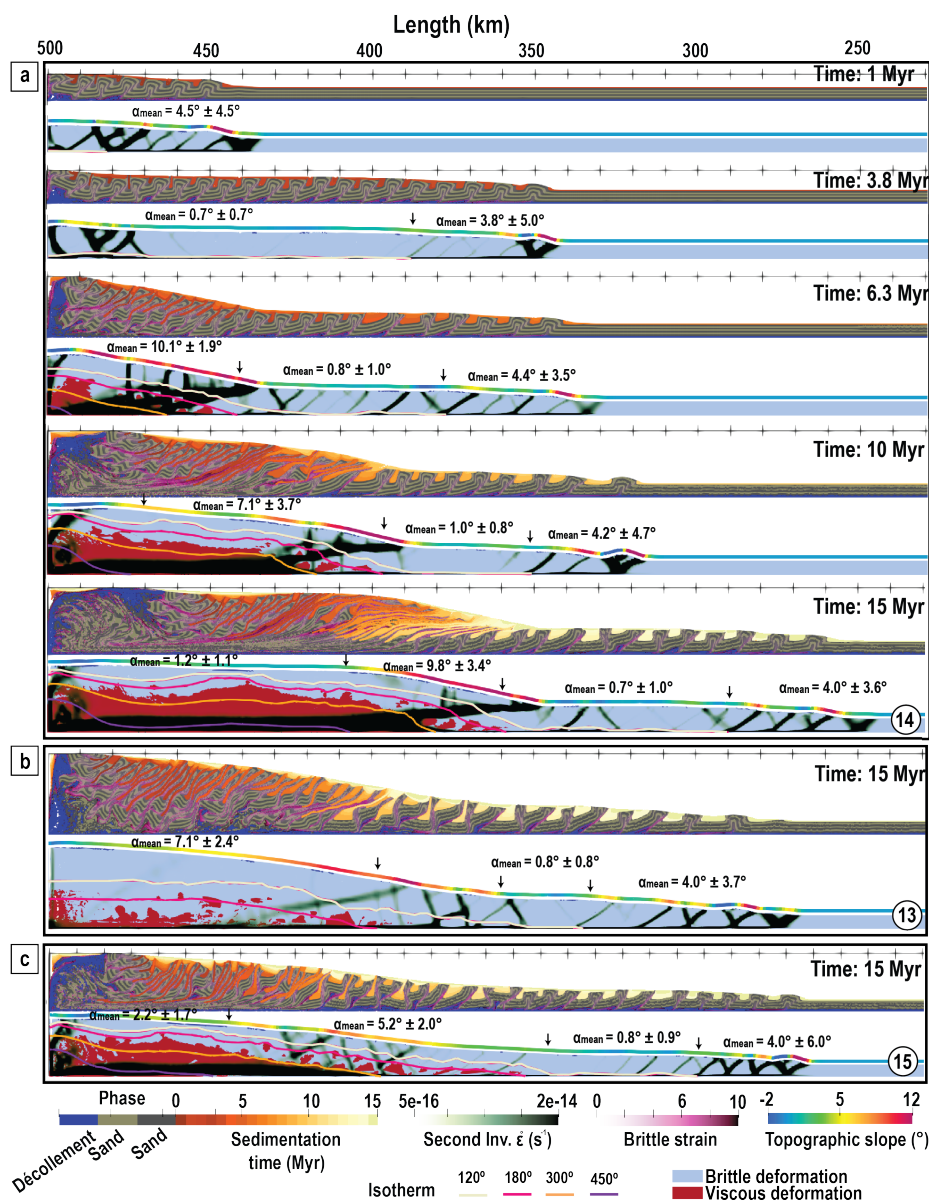 Length (km)
500 450 400 350 300 250
a
Time: 1 Myr
αmean = 4.5° ± 4.5°
Time: 3.8 Myr
αmean = 0.7° ± 0.7°
αmean = 3.8° ± 5.0°
Time: 6.3 Myr
αmean = 10.1° ± 1.9°
αmean = 0.8° ± 1.0°
αmean = 4.4° ± 3.5°
Time: 10 Myr
αmean = 7.1° ± 3.7°
αmean = 1.0° ± 0.8°
αmean = 4.2° ± 4.7°
Time: 15 Myr
αmean = 1.2° ± 1.1°
αmean = 9.8° ± 3.4°
αmean = 0.7° ± 1.0°
αmean = 4.0° ± 3.6°
14
b
Time: 15 Myr
αmean = 7.1° ± 2.4°
αmean = 0.8° ± 0.8°
αmean = 4.0° ± 3.7°
13
c
Time: 15 Myr
αmean = 2.2° ± 1.7°
αmean = 5.2° ± 2.0°
αmean = 0.8° ± 0.9°
αmean = 4.0° ± 6.0°
15
Phase 0 5 10 15
Décollement Sand Sand
Sedimentation
time (Myr)
5e-16 2e-14
Second Inv. ε̇ (s⁻)
0 6 10
Brittle strain
-2 5 12
Topographic slope (°)
Isotherm 120° 180° 300° 450°
Brittle deformation
Viscous deformation